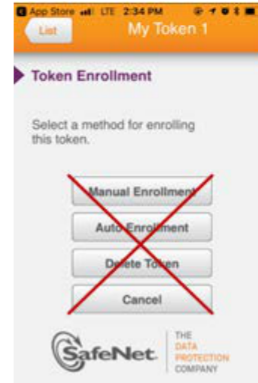 App Store LTE 2:34 PM
List
My Token 1
Token Enrollment
Select a method for enrolling
this token.
Manual Enrollment
Auto Enrollment
Delete Token
Cancel
SafeNet
THE
DATA
PROTECTION
COMPANY